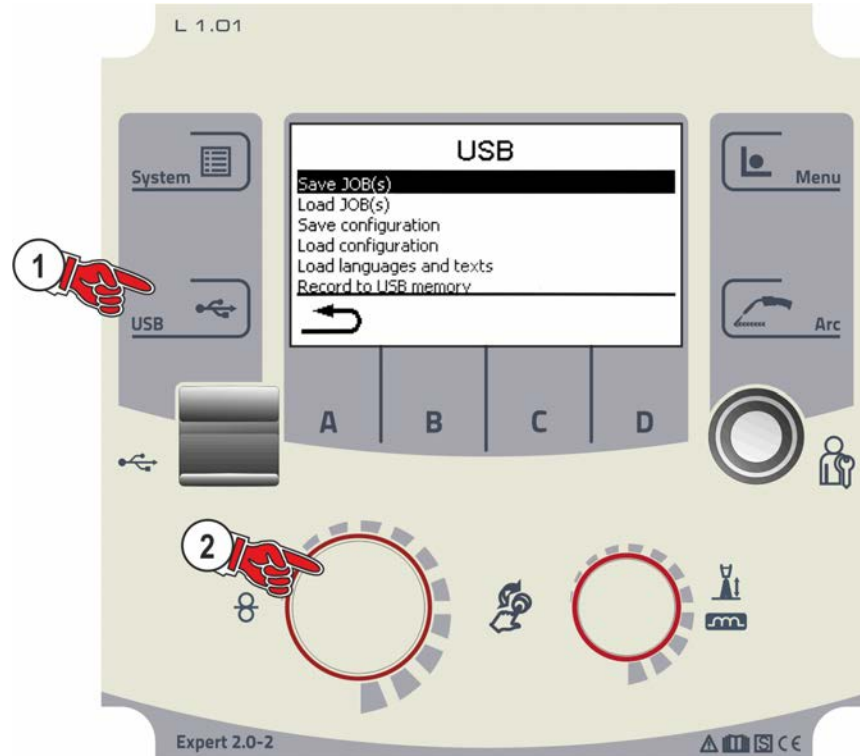 L 1.01
System
USB
Menu
Save JOB(s)
Load JOB(s)
Save configuration
Load configuration
Load languages and texts
Record to USB memory
1
USB
Arc
A B C D
2
Expert 2.0-2
S CE